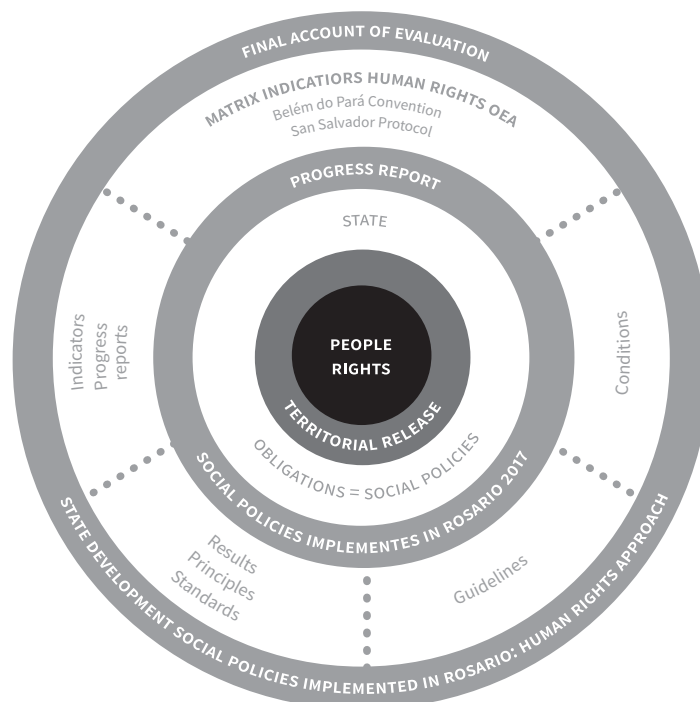 FINAL ACCOUNT OF EVALUATION
MATRIX INDICATIORS HUMAN RIGHTS OEA
Belém do Pará Convention
San Salvador Protocol
PROGRESS REPORT
STATE
PEOPLE
RIGHTS
TERRITORIAL RELEASE
OBLIGATIONS = SOCIAL POLICIES
SOCIAL POLICIES IMPLEMENTES IN ROSARIO 2017
Indicators
Progress
reports
Conditions
Results
Principles
Standards
Guidelines
STATE DEVELOPMENT SOCIAL POLICIES IMPLEMENTED IN ROSARIO: HUMAN RIGHTS APPROACH